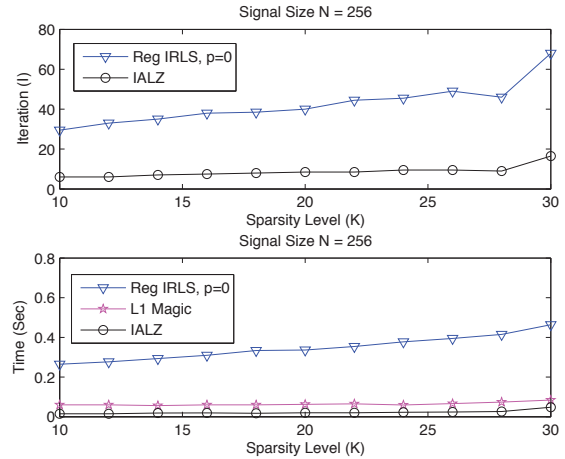 Signal Size N = 256
80
60
40
20
0
Iteration (I)
Reg IRLS, p=0
IALZ
10
15
20
25
30
Sparsity Level (K)
Signal Size N = 256
0.8
0.6
0.4
0.2
0
Time (Sec)
Reg IRLS, p=0
L1 Magic
IALZ
10
15
20
25
30
Sparsity Level (K)